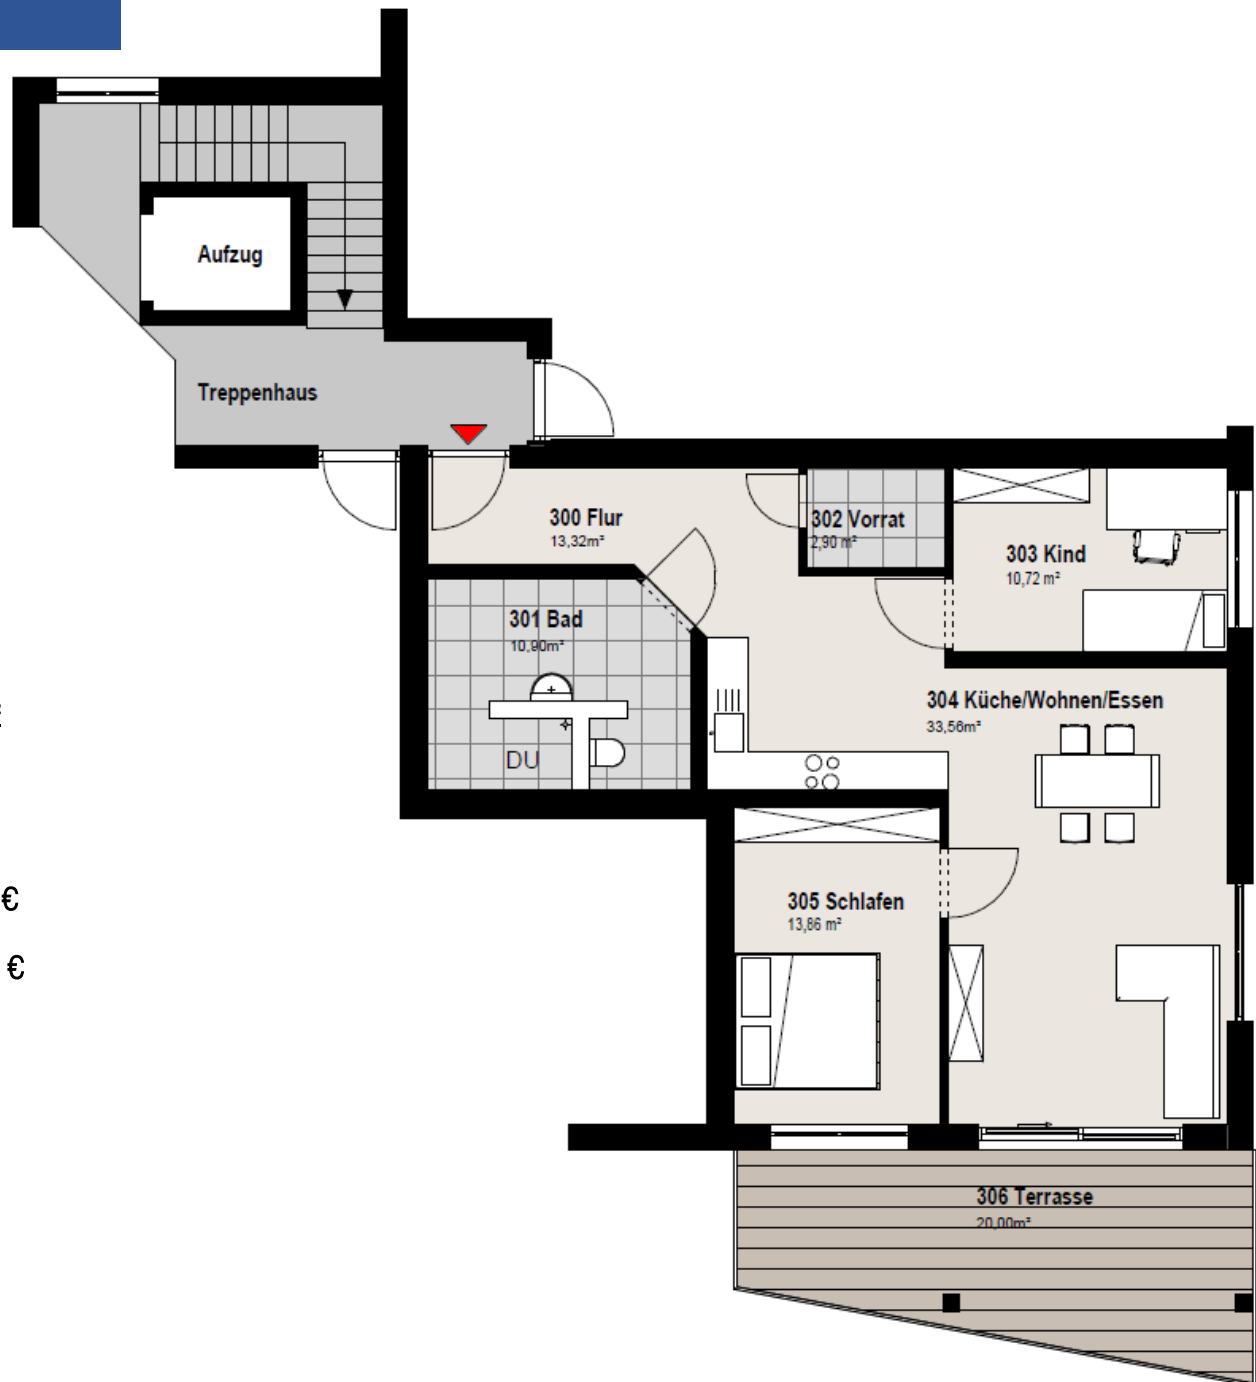 Aufzug
Treppenhaus
300 Flur
13,32m²
302 Vorrat
2,90 m²
303 Kind
10,72 m²
301 Bad
10,90m²
DU
304 Küche/Wohnen/Essen
33,56m²
305 Schlafen
13,86 m²
€
€
306 Terrasse
20,00m²